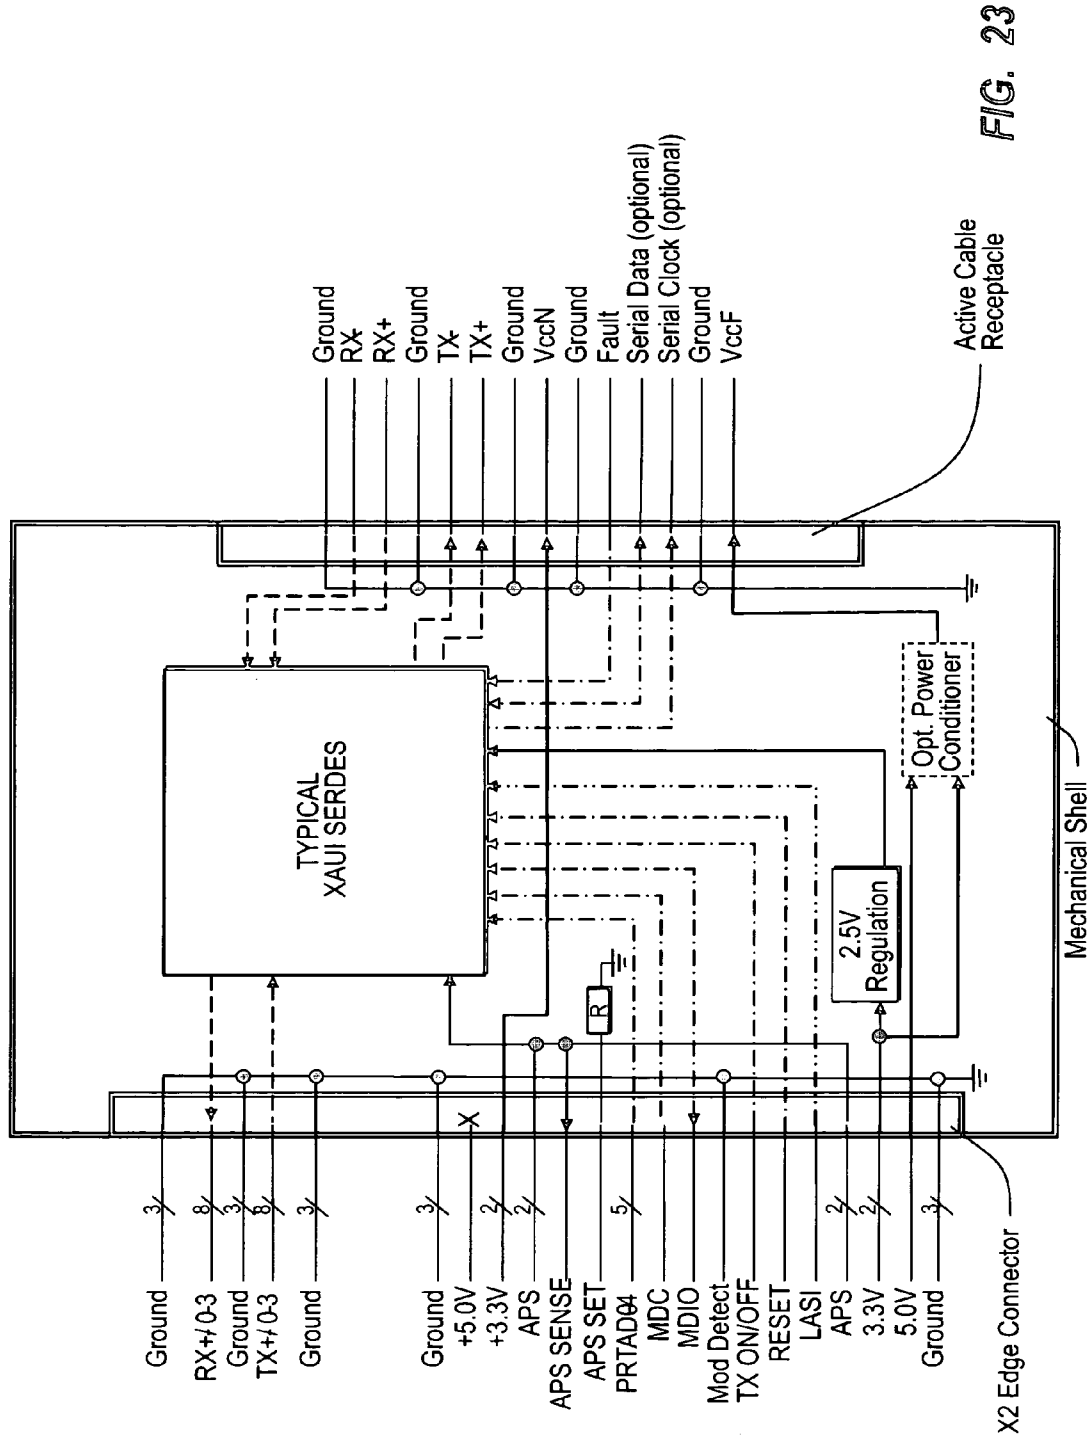 FIG. 23
Ground
RX-
RX+
Ground
TX-
TX+
Ground
VccN
Ground
Fault
Serial Data (optional)
Serial Clock (optional)
Ground
VccF
Active Cable
Receptacle
TYPICAL
XAUI SERDES
R
2.5V
Regulation
Opt. Power
Conditioner
Mechanical Shell
X
3/
8/
3/
8/
3/
3/
2/
2/
5/
2/
2/
3/
Ground
RX+/ 0-3
Ground
TX+/ 0-3
Ground
Ground
+5.0V
+3.3V
APS
APS SENSE
APS SET
PRTAD04
MDC
MDIO
Mod Detect
TX ON/OFF
RESET
LASI
APS
3.3V
5.0V
Ground
X2 Edge Connector